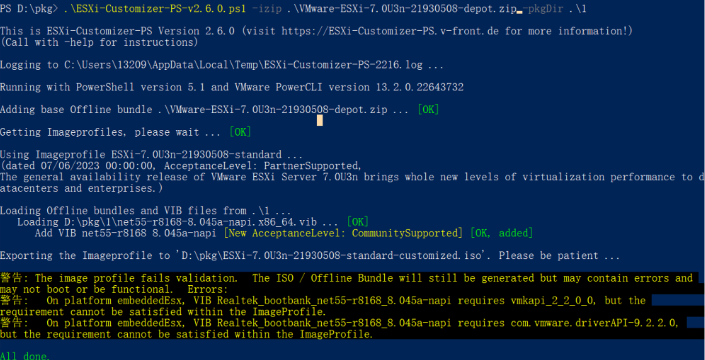 PS D:\pkg> .\ESXi-Customizer-PS-v2.6.0.ps1 -izip .\VMware-ESXi-7.0U3n-21930508-depot.zip -pkgDir .\1
This is ESXi-Customizer-PS Version 2.6.0 (visit https://ESXi-Customizer-PS.v-front.de for more information!)
(Call with -help for instructions)
Logging to C:\Users\13209\AppData\Local\Temp\ESXi-Customizer-PS-2216.log ...
Running with PowerShell version 5.1 and VMware PowerCLI version 13.2.0.22643732
Adding base Offline bundle .\VMware-ESXi-7.0U3n-21930508-depot.zip ... [OK]
Getting Imageprofiles, please wait ... [OK]
Using Imageprofile ESXi-7.0U3n-21930508-standard ...
(dated 07/06/2023 00:00:00, AcceptanceLevel: PartnerSupported,
The general availability release of VMware ESXi Server 7.0U3n brings whole new levels of virtualization performance to d
atacenters and enterprises.)
Loading Offline bundles and VIB files from .\1 ...
Loading D:\pkg\1\net55-r8168-8.045a-napi.x86_64.vib ... [OK]
Add VIB net55-r8168 8.045a-napi [New AcceptanceLevel: CommunitySupported] [OK, added]
Exporting the Imageprofile to 'D:\pkg\ESXi-7.0U3n-21930508-standard-customized.iso'. Please be patient ...
警告: The image profile fails validation.  The ISO / Offline Bundle will still be generated but may contain errors and
may not boot or be functional.  Errors:
警告:   On platform embeddedEsx, VIB Realtek_bootbank_net55-r8168_8.045a-napi requires vmkapi_2_2_0_0, but the
requirement cannot be satisfied within the ImageProfile.
警告:   On platform embeddedEsx, VIB Realtek_bootbank_net55-r8168_8.045a-napi requires com.vmware.driverAPI-9.2.2.0,
but the requirement cannot be satisfied within the ImageProfile.
All done.